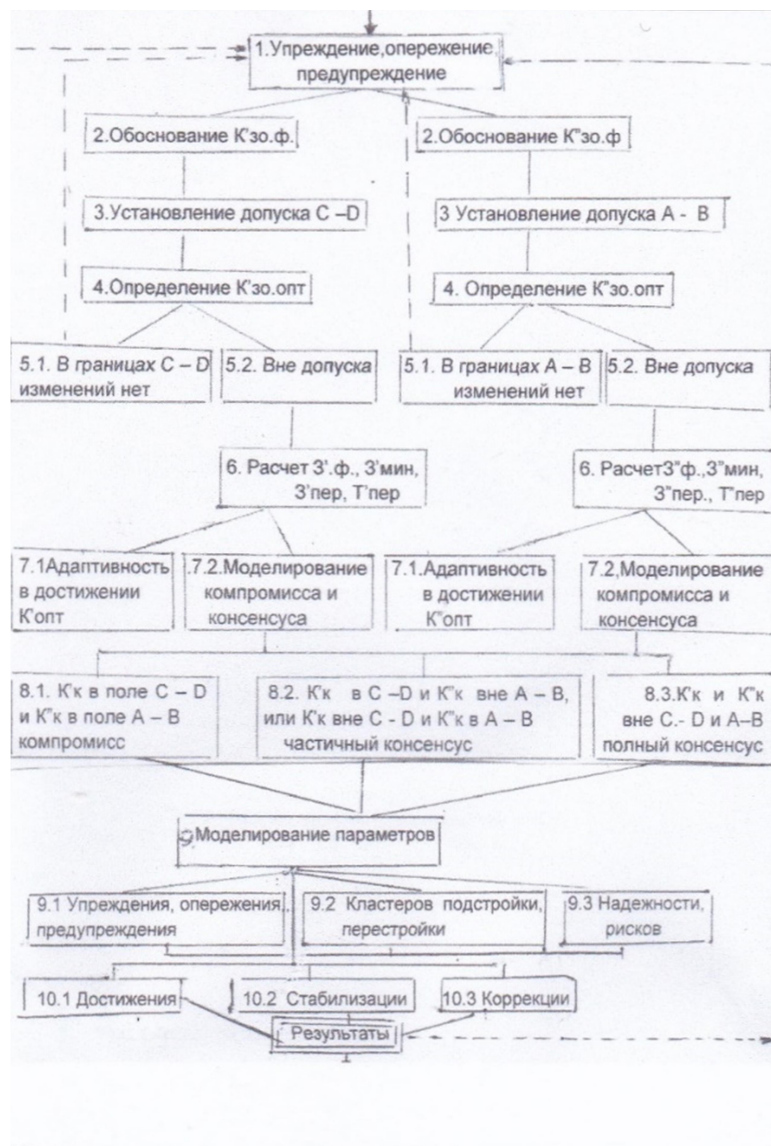 1.Упреждение,опережение,
предупреждение
2.Обоснование К'зо.ф.
2.Обоснование К"зо.ф
3.Установление допуска С –D
3 Установление допуска А - В
4.Определение К'зо.опт
4. Определение К"зо.опт
5.1. В границах С – D
изменений нет
5.2. Вне допуска
5.1. В границах А – В
изменений нет
5.2. Вне допуска
6. Расчет З'.ф., З'мин,
З'пер, Т'пер
6. РасчетЗ"ф.,З"мин,
З"пер., Т"пер
7.1Адаптивность
в достижении
К'опт
.7.2.Моделирование
компромисса и
консенсуса
7.1.Адаптивность
в достижении
К"опт
7.2,Моделирование
компромисса и
консенсуса
8.1. К'к в поле С – D
и К"к в поле А – В
компромисс
8.2. К'к в С –D и К"к вне А – В,
или К'к вне С - D и К"к в А – В
частичный консенсус
8.3.К'к и К"к
вне С.- D и А–В
полный консенсус
9 Моделирование параметров
9.1 Упреждения, опережения,
предупреждения
9.2 Кластеров подстройки,
перестройки
9.3 Надежности,
рисков
10.1 Достижения
10.2 Стабилизации
10.3 Коррекции
Результаты